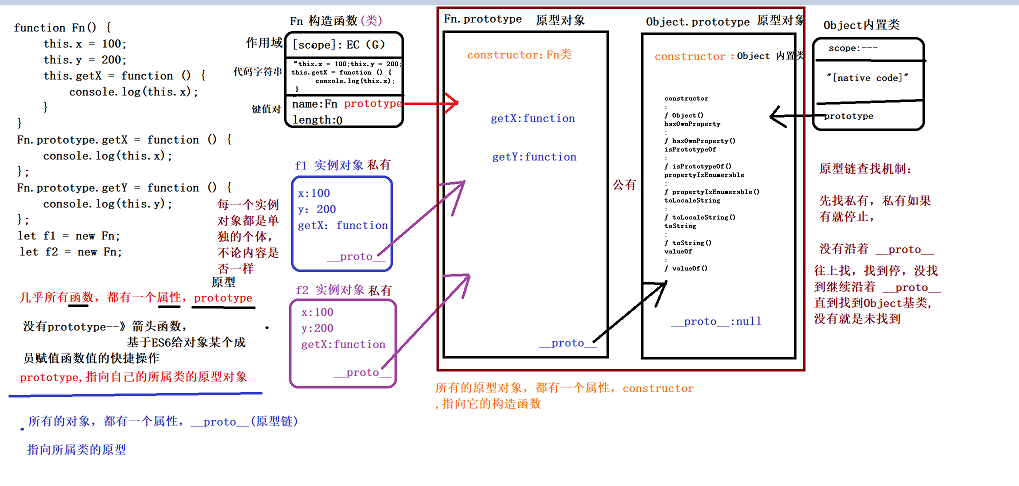 function Fn() {
this.x = 100;
this.y = 200;
this.getX = function () {
console.log(this.x);
}
}
Fn.prototype.getX = function () {
console.log(this.x);
};
Fn.prototype.getY = function () {
console.log(this.y);
};
let f1 = new Fn;
let f2 = new Fn;
每一个实例
对象都是单
独的个体,
不论内容是
否一样
原型
几乎所有函数, 都有一个属性, prototype
没有prototype--》箭头函数,
基于ES6给对象某个成
员赋值函数值的快捷操作
prototype,指向自己的所属类的原型对象
所有的对象, 都有一个属性, __proto__(原型链)
指向所属类的原型
Fn 构造函数(类)
作用域
[scope]: EC (G)
代码字符串
"this.x = 100;this.y = 200;
this.getX = function () {
console.log(this.x);
}
键值对
name:Fn prototype
length:0
f1 实例对象 私有
x:100
y: 200
getX: function
__proto__
f2 实例对象 私有
x:100
y:200
getX:function
__proto__
Fn.prototype 原型对象
constructor: Fn类
getX:function
getY:function
__proto__
公有
Object.prototype 原型对象
constructor : Object 内置类
constructor
:
ƒ Object()
hasOwnProperty
:
ƒ hasOwnProperty()
isPrototypeOf
:
ƒ isPrototypeOf()
propertyIsEnumerable
:
ƒ propertyIsEnumerable()
toLocaleString
:
ƒ toLocaleString()
toString
:
ƒ toString()
valueOf
:
ƒ valueOf()
__proto__:null
所有的原型对象, 都有一个属性, constructor
,指向它的构造函数
Object内置类
scope:---
"[native code]"
prototype
原型链查找机制:
先找私有, 私有如果
有就停止,
没有沿着 __proto__
往上找, 找到停, 没找
到继续沿着 __proto__
直到找到Object基类,
没有就是未找到